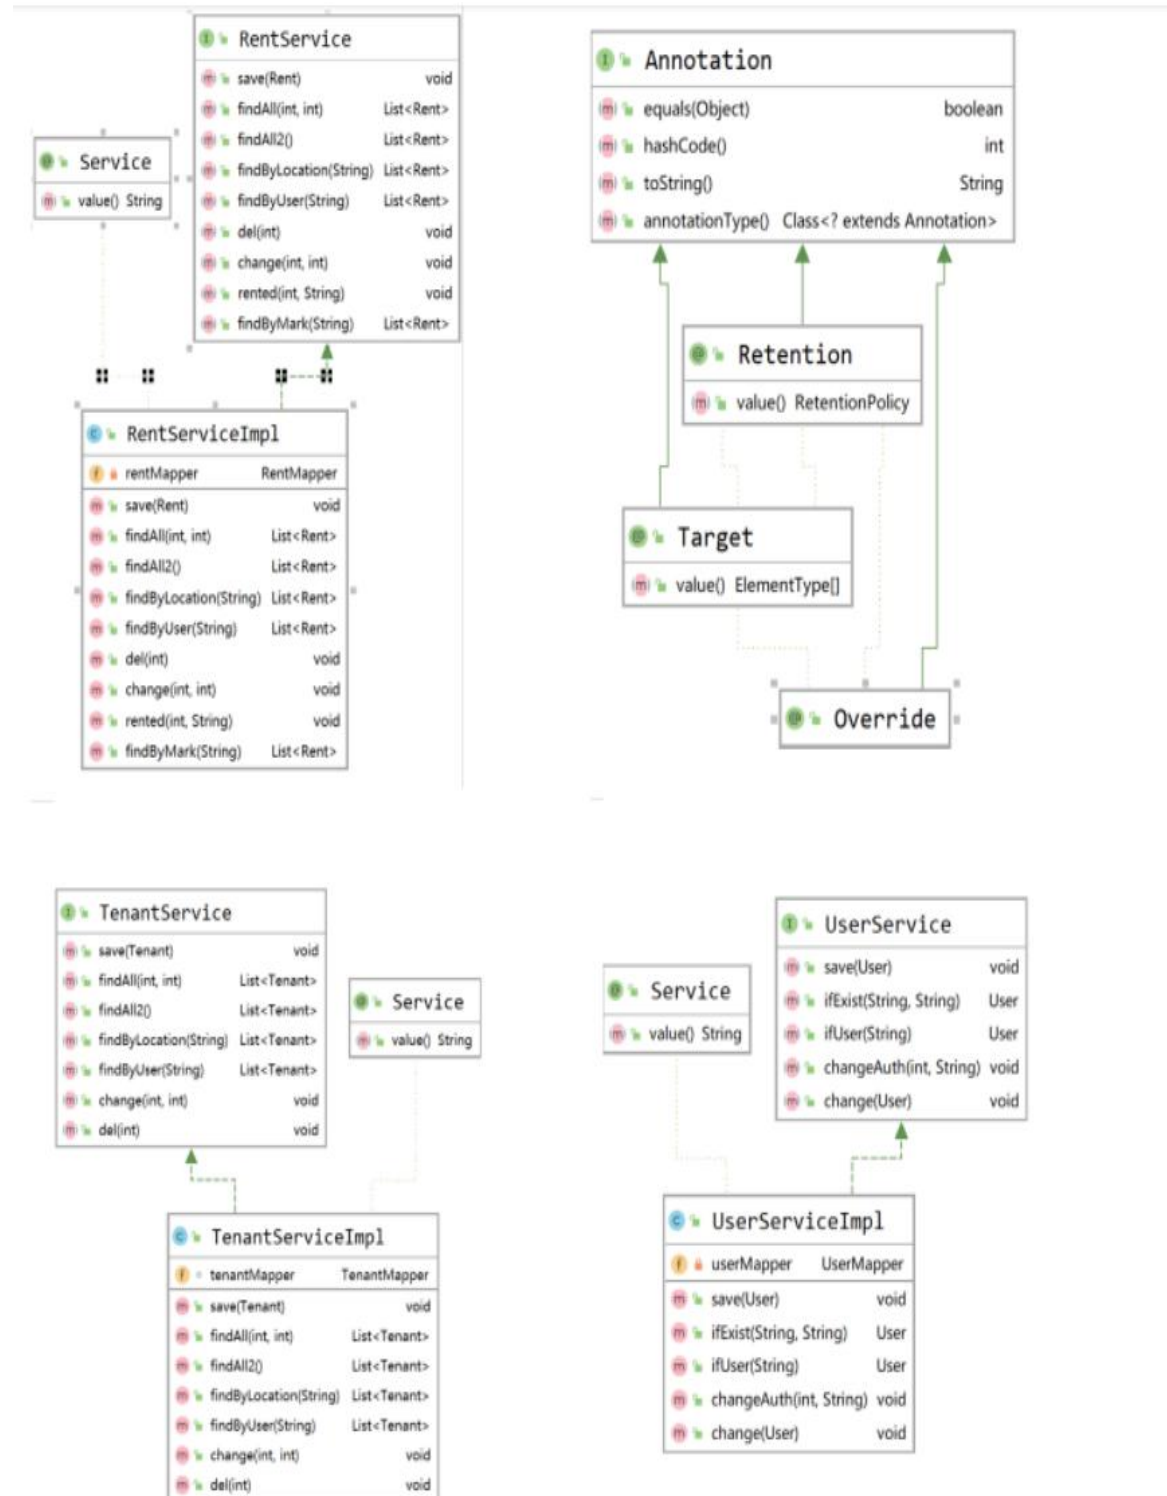 RentService
save(Rent) void
findAll(int, int) List<Rent>
findAll2() List<Rent>
findByLocation(String) List<Rent>
findByUser(String) List<Rent>
del(int) void
change(int, int) void
rented(int, String) void
findByMark(String) List<Rent>
Service
value() String
RentServiceImpl
rentMapper RentMapper
save(Rent) void
findAll(int, int) List<Rent>
findAll2() List<Rent>
findByLocation(String) List<Rent>
findByUser(String) List<Rent>
del(int) void
change(int, int) void
rented(int, String) void
findByMark(String) List<Rent>
Annotation
equals(Object) boolean
hashCode() int
toString() String
annotationType() Class<? extends Annotation>
Retention
value() RetentionPolicy
Target
value() ElementType[]
Override
TenantService
save(Tenant) void
findAll(int, int) List<Tenant>
findAll2() List<Tenant>
findByLocation(String) List<Tenant>
findByUser(String) List<Tenant>
change(int, int) void
del(int) void
Service
value() String
TenantServiceImpl
tenantMapper TenantMapper
save(Tenant) void
findAll(int, int) List<Tenant>
findAll2() List<Tenant>
findByLocation(String) List<Tenant>
findByUser(String) List<Tenant>
change(int, int) void
del(int) void
UserService
save(User) void
ifExist(String, String) User
ifUser(String) User
changeAuth(int, String) void
change(User) void
Service
value() String
UserServiceImpl
userMapper UserMapper
save(User) void
ifExist(String, String) User
ifUser(String) User
changeAuth(int, String) void
change(User) void